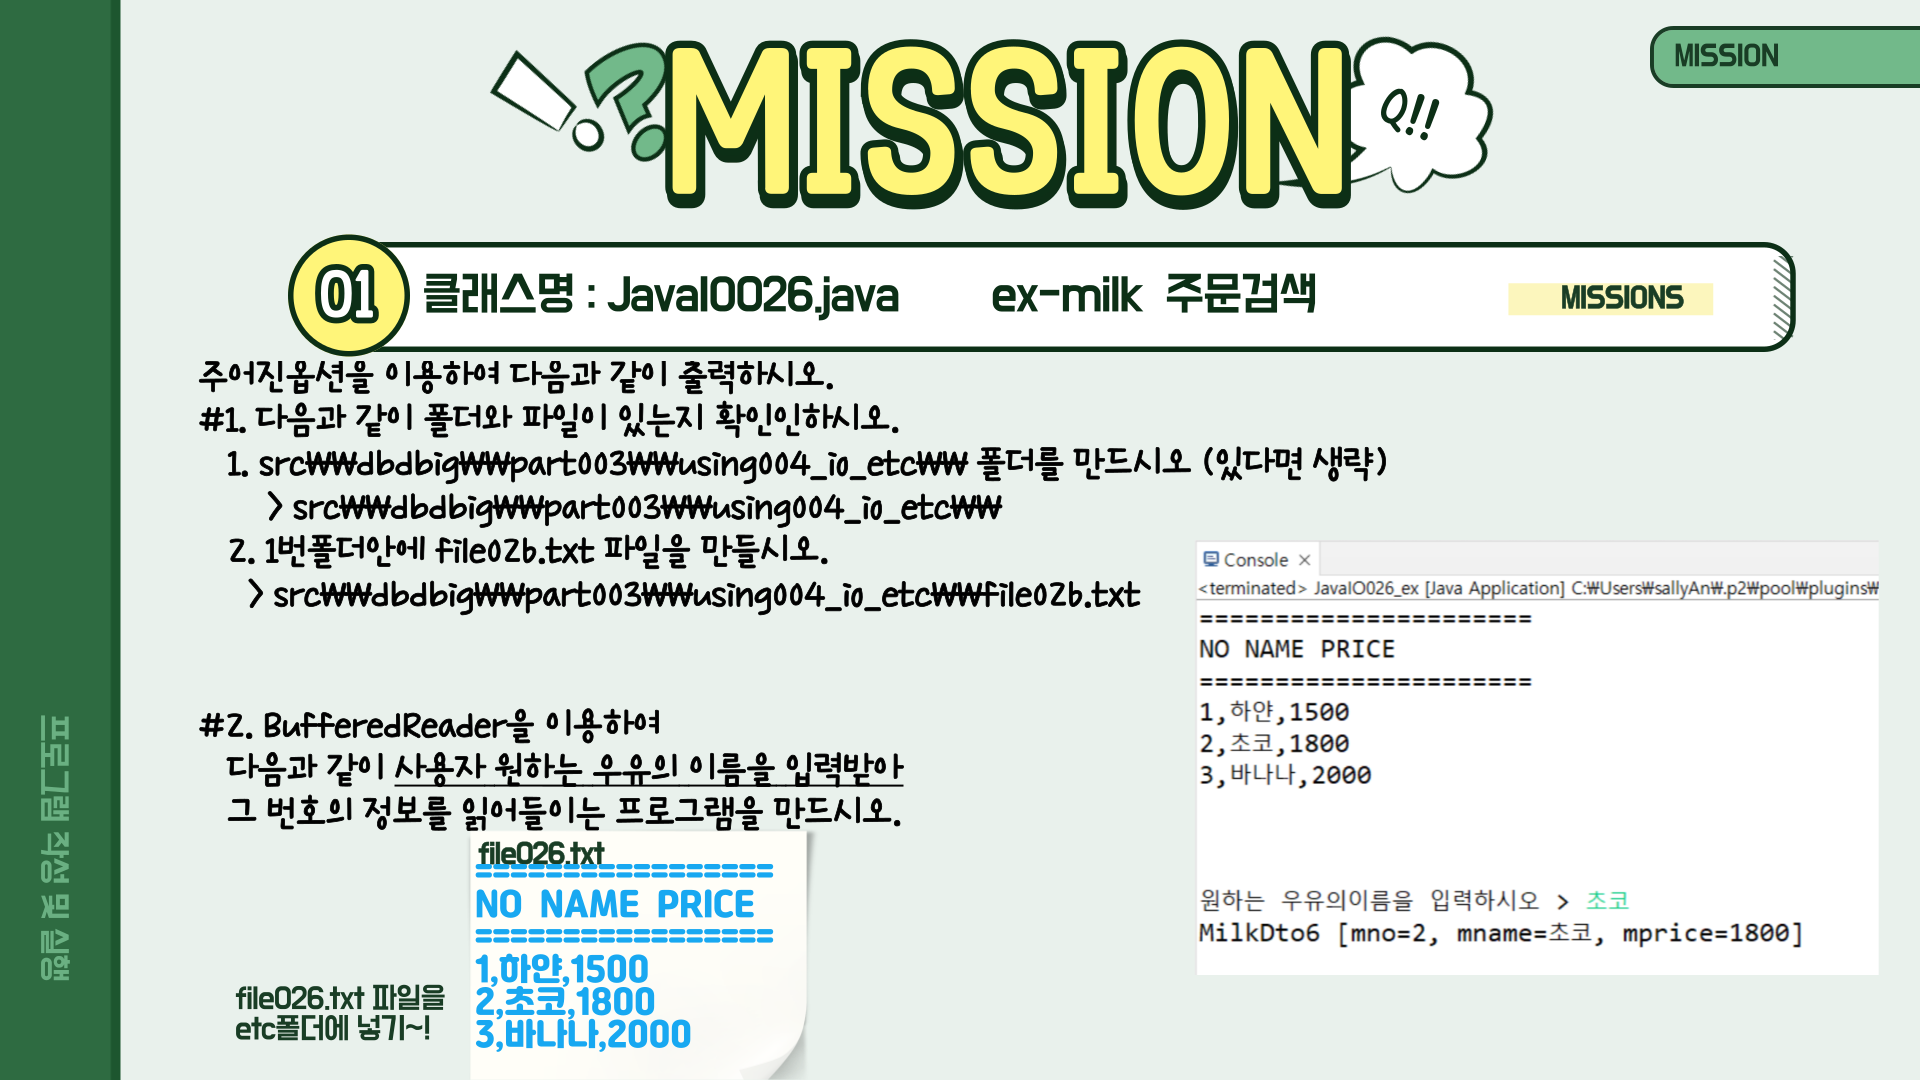 MISSION
!?MISSION
Q!!
01 클래스명 : JavaIO026.java ex-milk 주문검색 MISSIONS
주어진옵션을 이용하여 다음과 같이 출력하시오.
#1. 다음과 같이 폴더와 파일이 있는지 확인인하시오.
1. src₩₩dbdbig₩₩part003₩₩using004_io_etc₩₩ 폴더를 만드시오 (있다면 생략)
> src₩₩dbdbig₩₩part003₩₩using004_io_etc₩₩
2. 1번폴더안에 file026.txt 파일을 만들시오.
> src₩₩dbdbig₩₩part003₩₩using004_io_etc₩₩file026.txt
#2. BufferedReader을 이용하여
다음과 같이 사용자 원하는 우유의 이름을 입력받아
그 번호의 정보를 읽어들이는 프로그램을 만드시오.
file026.txt
=================
NO NAME PRICE
=================
1,하얀,1500
2,초코,1800
3,바나나,2000
file026.txt 파일을
etc폴더에 넣기~!
Console ×
<terminated> JavaIO026_ex [Java Application] C:₩Users₩sallyAn₩.p2₩pool₩plugins₩
======================
NO NAME PRICE
======================
1,하얀,1500
2,초코,1800
3,바나나,2000
원하는 우유의이름을 입력하시오 > 초코
MilkDto6 [mno=2, mname=초코, mprice=1800]
프로그램 작성 및 실행